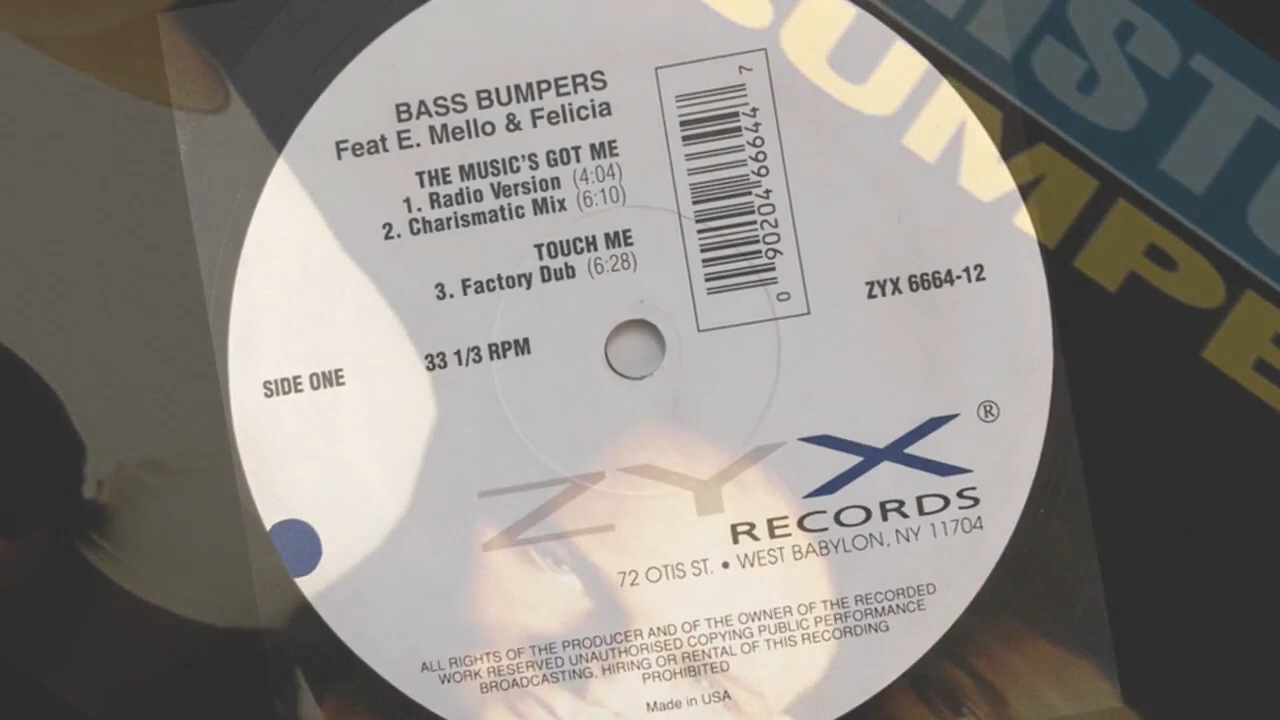 BASS BUMPERS
Feat E. Mello & Felicia
THE MUSIC'S GOT ME
1. Radio Version (4:04)
2. Charismatic Mix (6:10)
TOUCH ME
3. Factory Dub (6:28)
0 90204 66644 7
ZYX 6664-12
SIDE ONE
33 1/3 RPM
ZYX ®
RECORDS
72 OTIS ST. • WEST BABYLON, NY 11704
ALL RIGHTS OF THE PRODUCER AND OF THE OWNER OF THE RECORDED
WORK RESERVED UNAUTHORISED COPYING PUBLIC PERFORMANCE
BROADCASTING, HIRING OR RENTAL OF THIS RECORDING
PROHIBITED
Made in USA